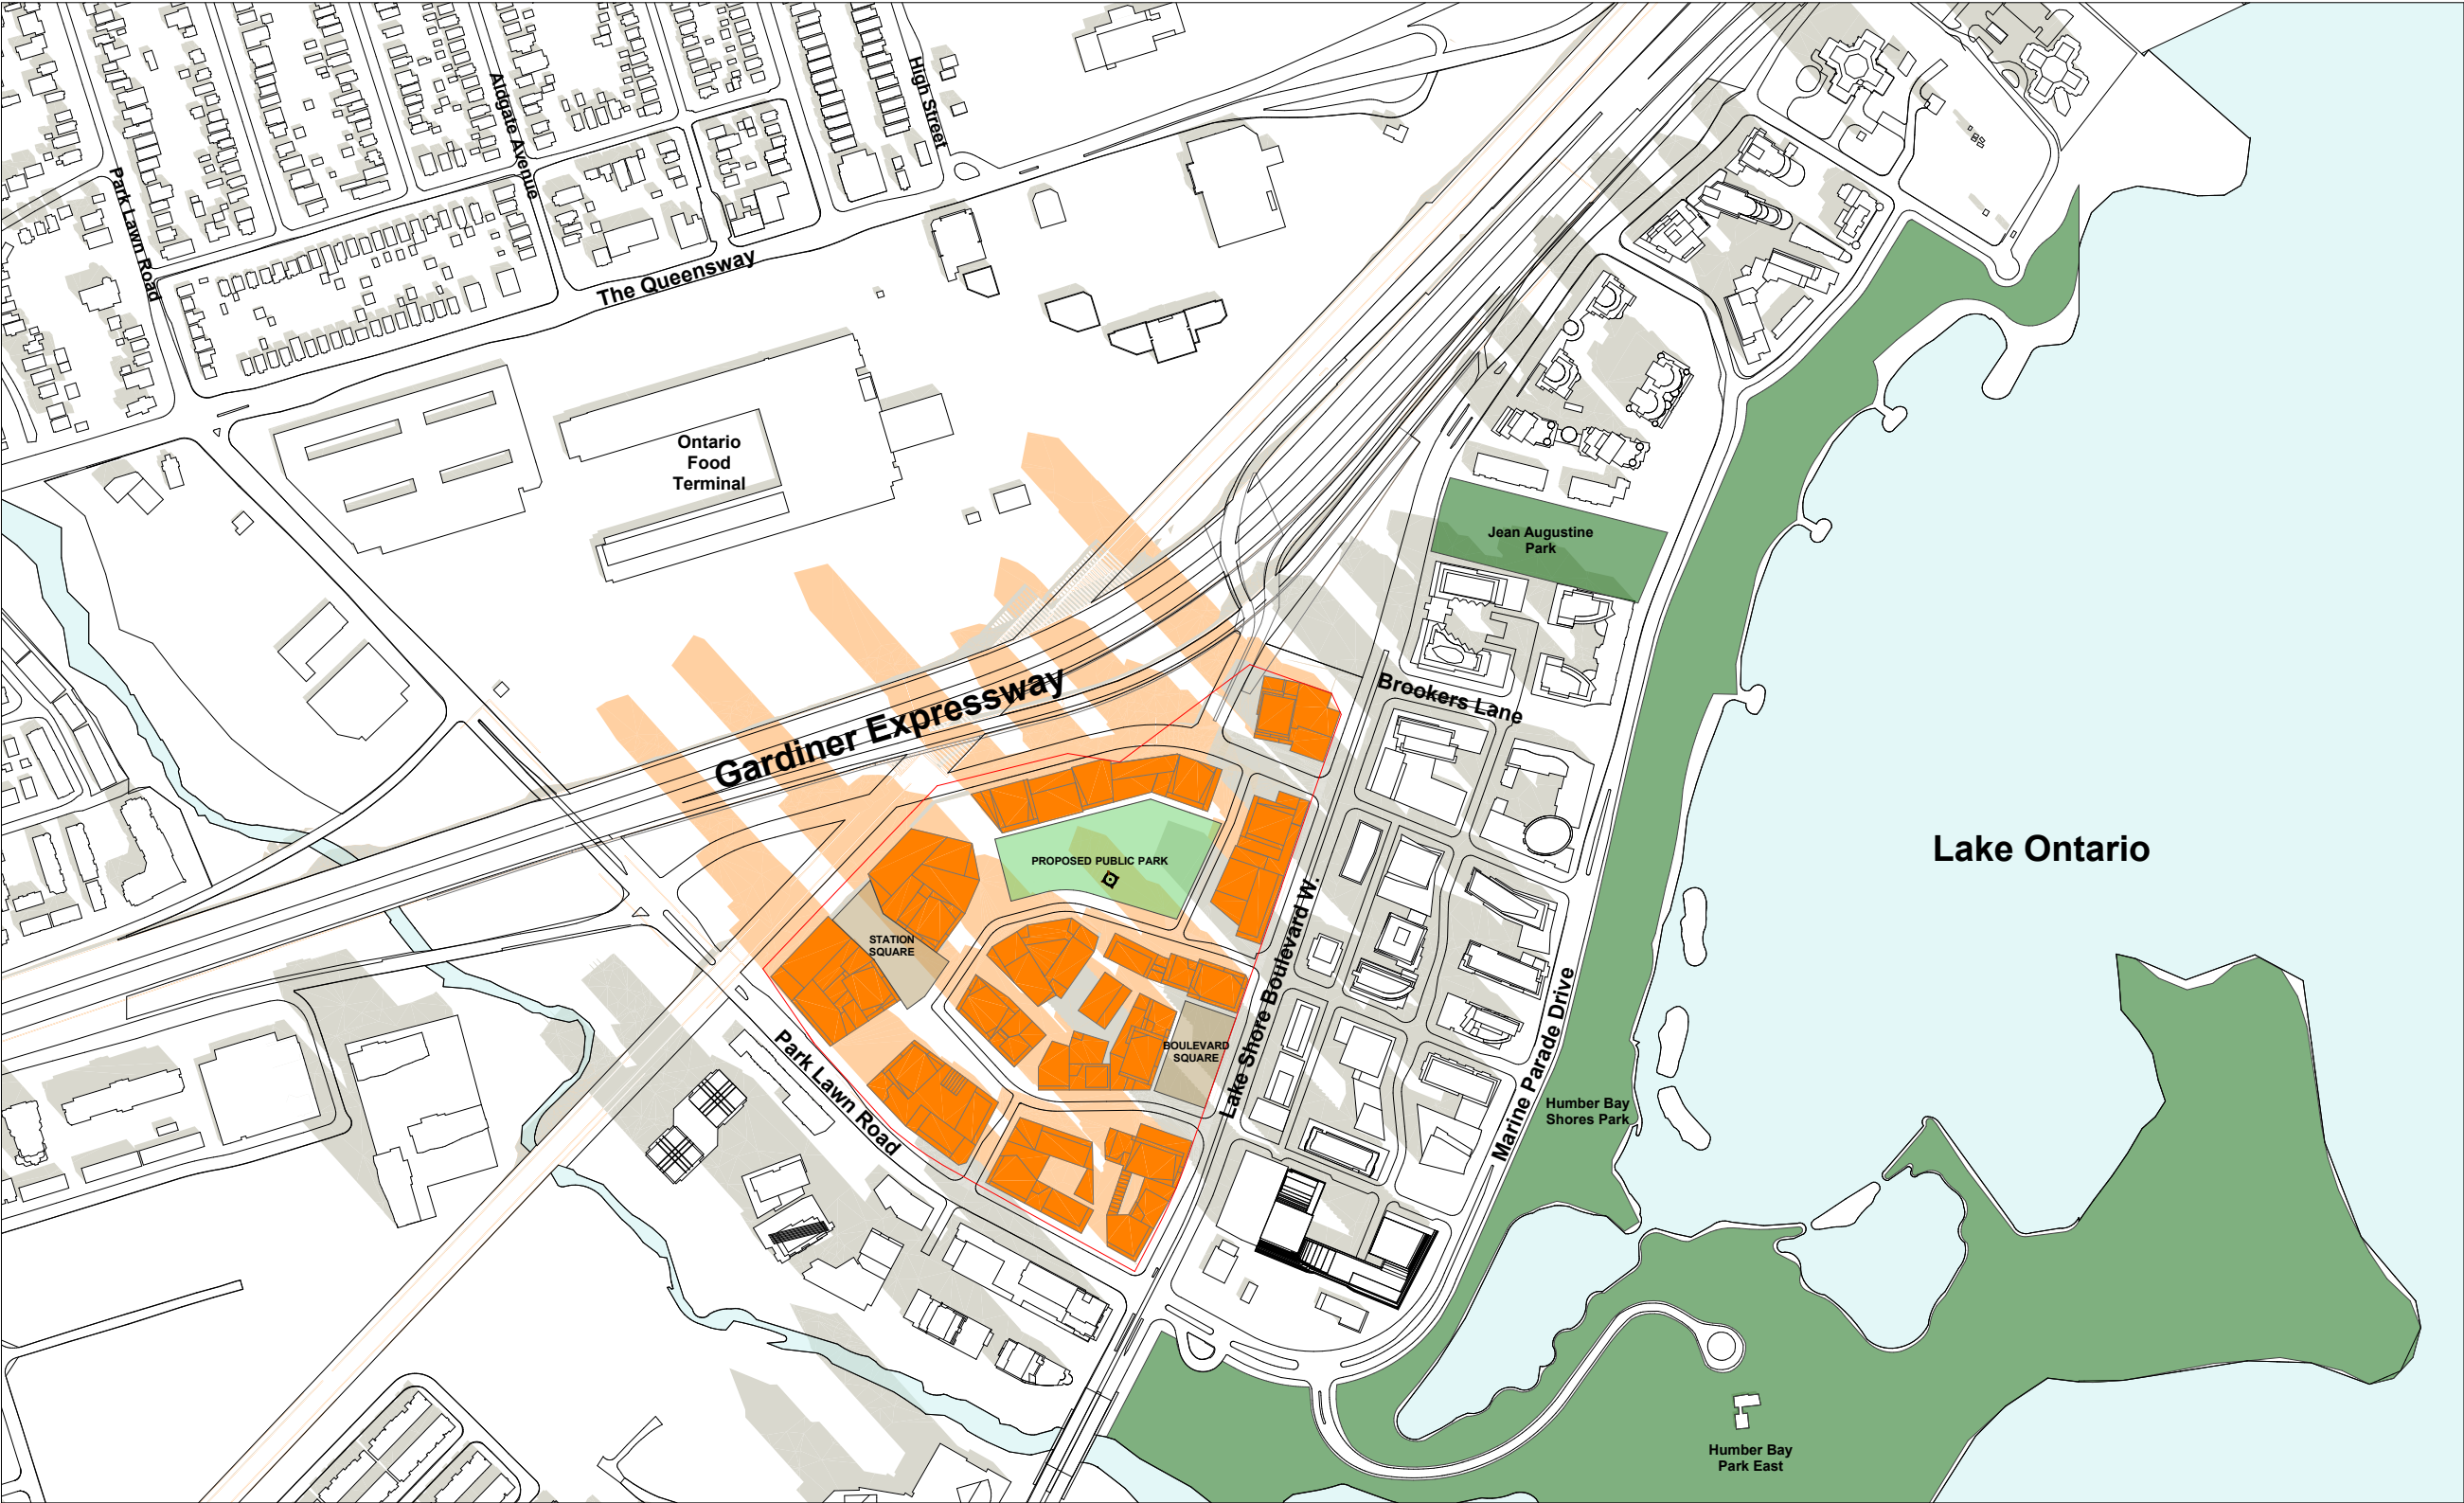 High Street
Aldgate Avenue
Park Lawn Road
The Queensway
Ontario
Food
Terminal
Jean Augustine
Park
Gardiner Expressway
Brookers Lane
Lake Ontario
PROPOSED PUBLIC PARK
STATION
SQUARE
Lake Shore Boulevard W.
BOULEVARD
SQUARE
Park Lawn Road
Marine Parade Drive
Humber Bay
Shores Park
Humber Bay
Park East